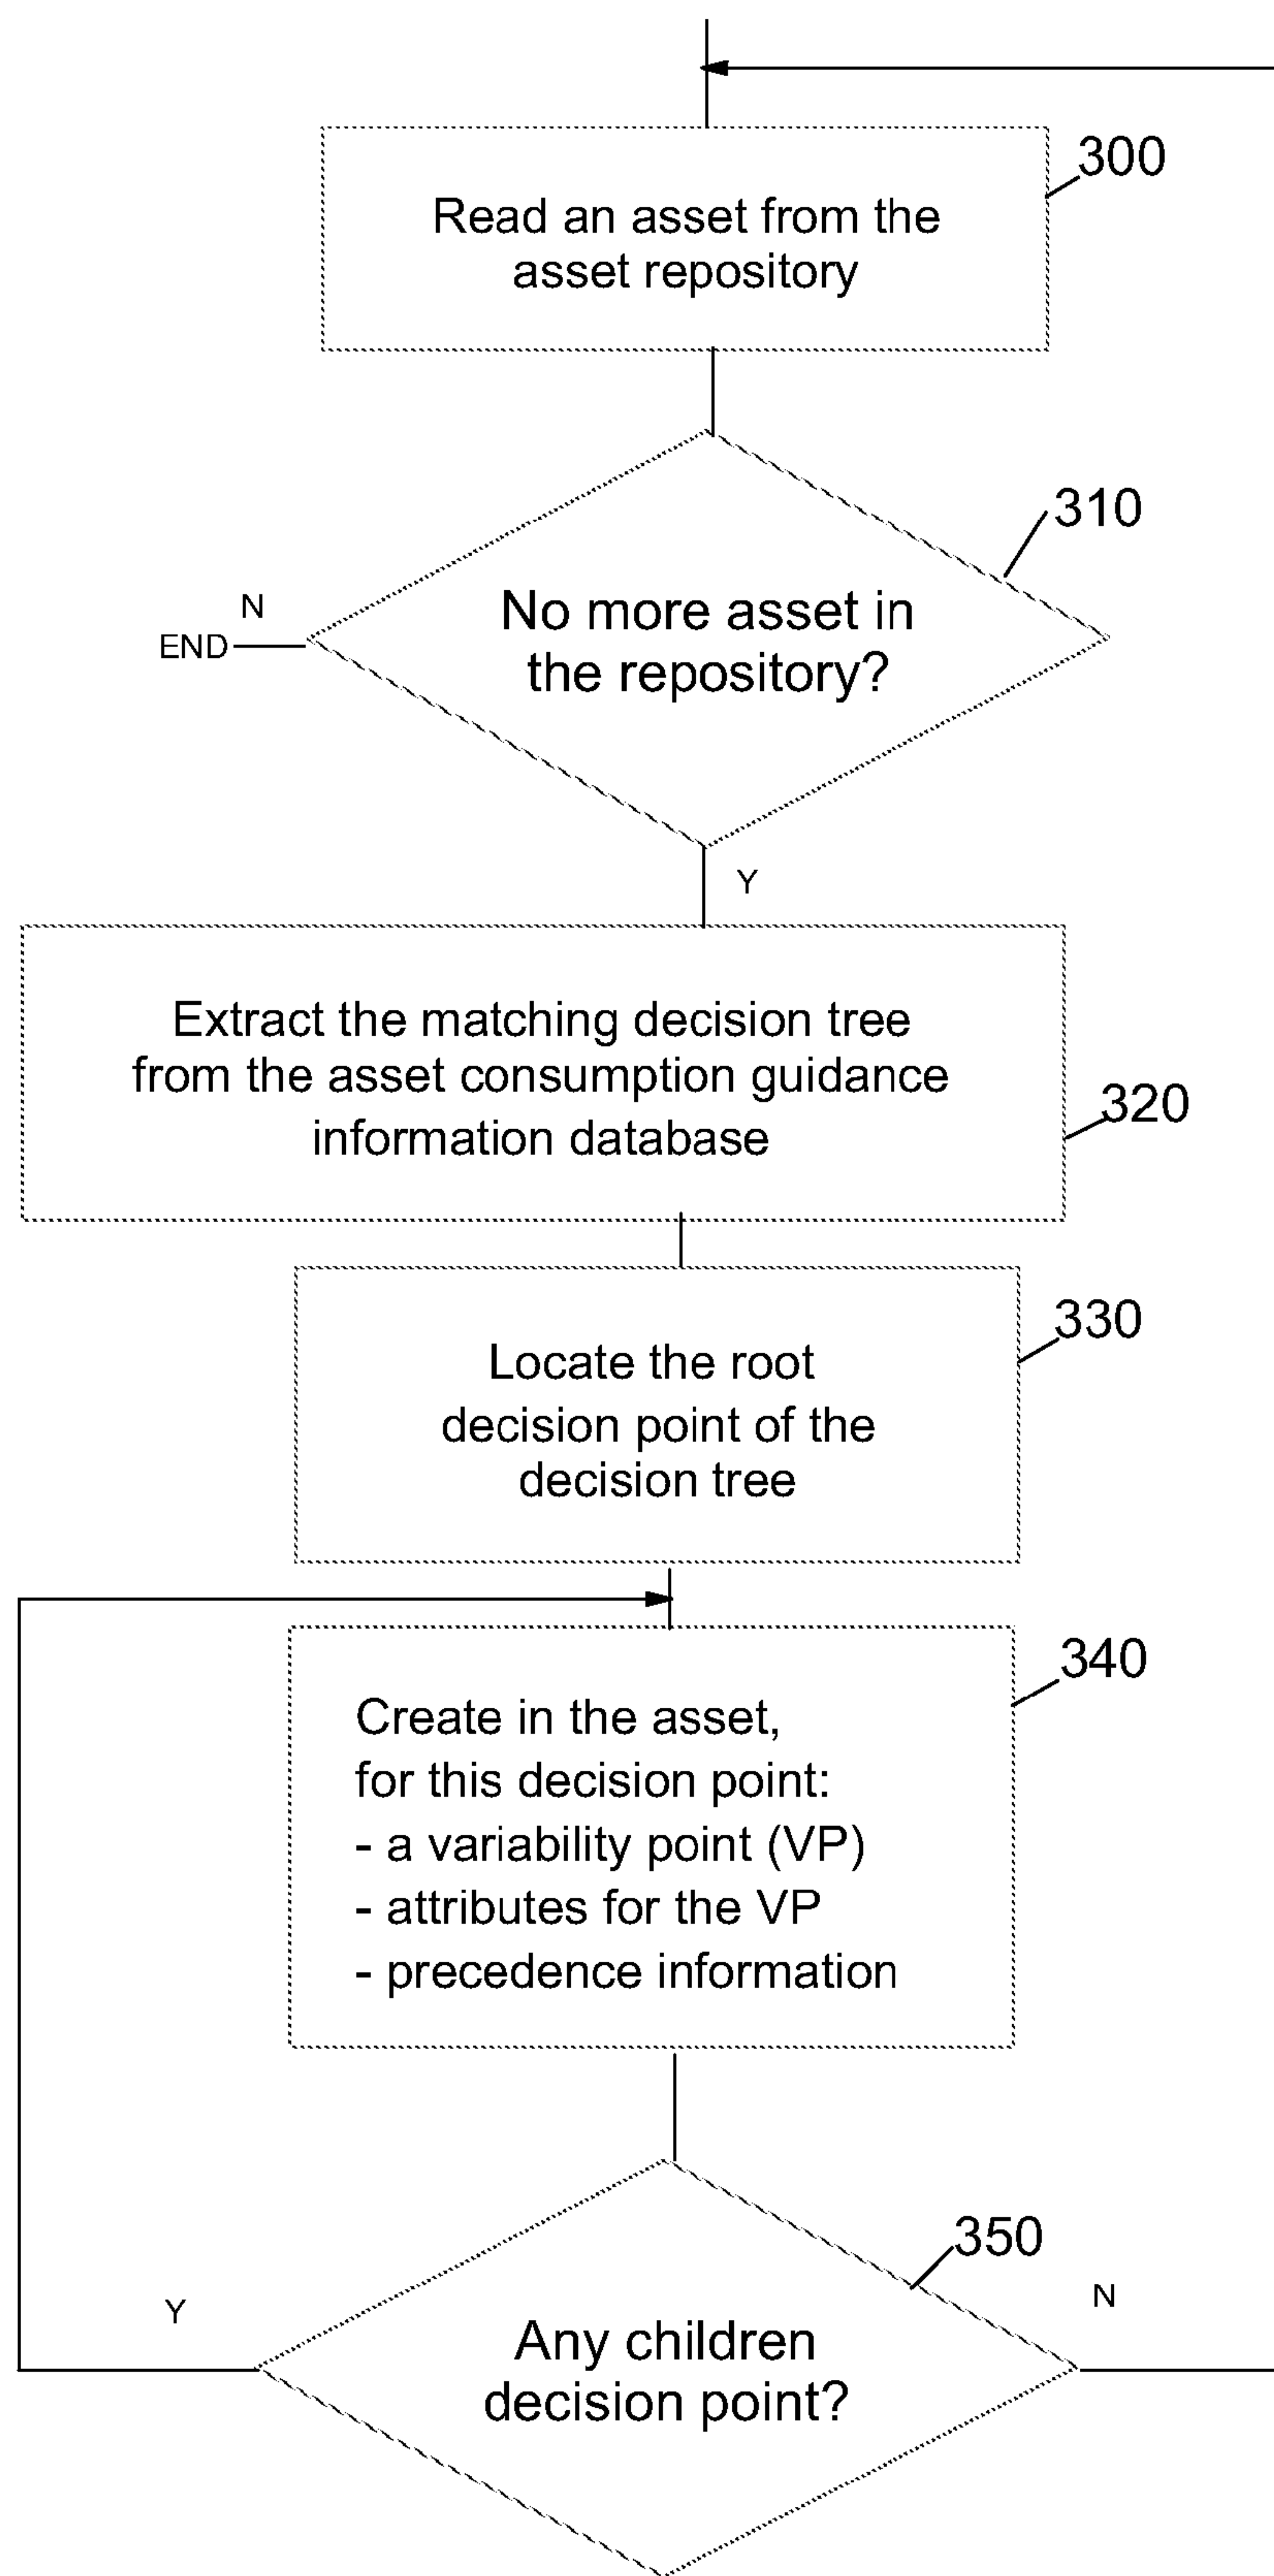 300
Read an asset from the
asset repository
310
N
END
No more asset in
the repository?
Y
Extract the matching decision tree
from the asset consumption guidance
information database
320
330
Locate the root
decision point of the
decision tree
340
Create in the asset,
for this decision point:
- a variability point (VP)
- attributes for the VP
- precedence information
350
Y
N
Any children
decision point?